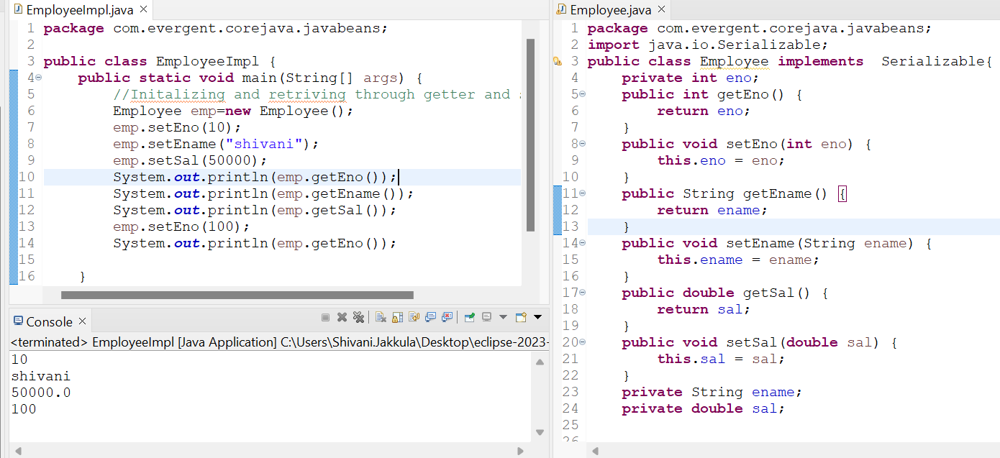 EmployeeImpl.java
1 package com.evergent.corejava.javabeans;
2
3 public class EmployeeImpl {
4 public static void main(String[] args) {
5 //Initalizing and retriving through getter and
6 Employee emp=new Employee();
7 emp.setEno(10);
8 emp.setEname("shivani");
9 emp.setSal(50000);
10 System.out.println(emp.getEno());
11 System.out.println(emp.getEname());
12 System.out.println(emp.getSal());
13 emp.setEno(100);
14 System.out.println(emp.getEno());
15
16 }
Console
<terminated> EmployeeImpl [Java Application] C:\Users\Shivani.Jakkula\Desktop\eclipse-2023-
10
shivani
50000.0
100
Employee.java
1 package com.evergent.corejava.javabeans;
2 import java.io.Serializable;
3 public class Employee implements  Serializable{
4 private int eno;
5 public int getEno() {
6 return eno;
7 }
8 public void setEno(int eno) {
9 this.eno = eno;
10 }
11 public String getEname() {
12 return ename;
13 }
14 public void setEname(String ename) {
15 this.ename = ename;
16 }
17 public double getSal() {
18 return sal;
19 }
20 public void setSal(double sal) {
21 this.sal = sal;
22 }
23 private String ename;
24 private double sal;
25
26